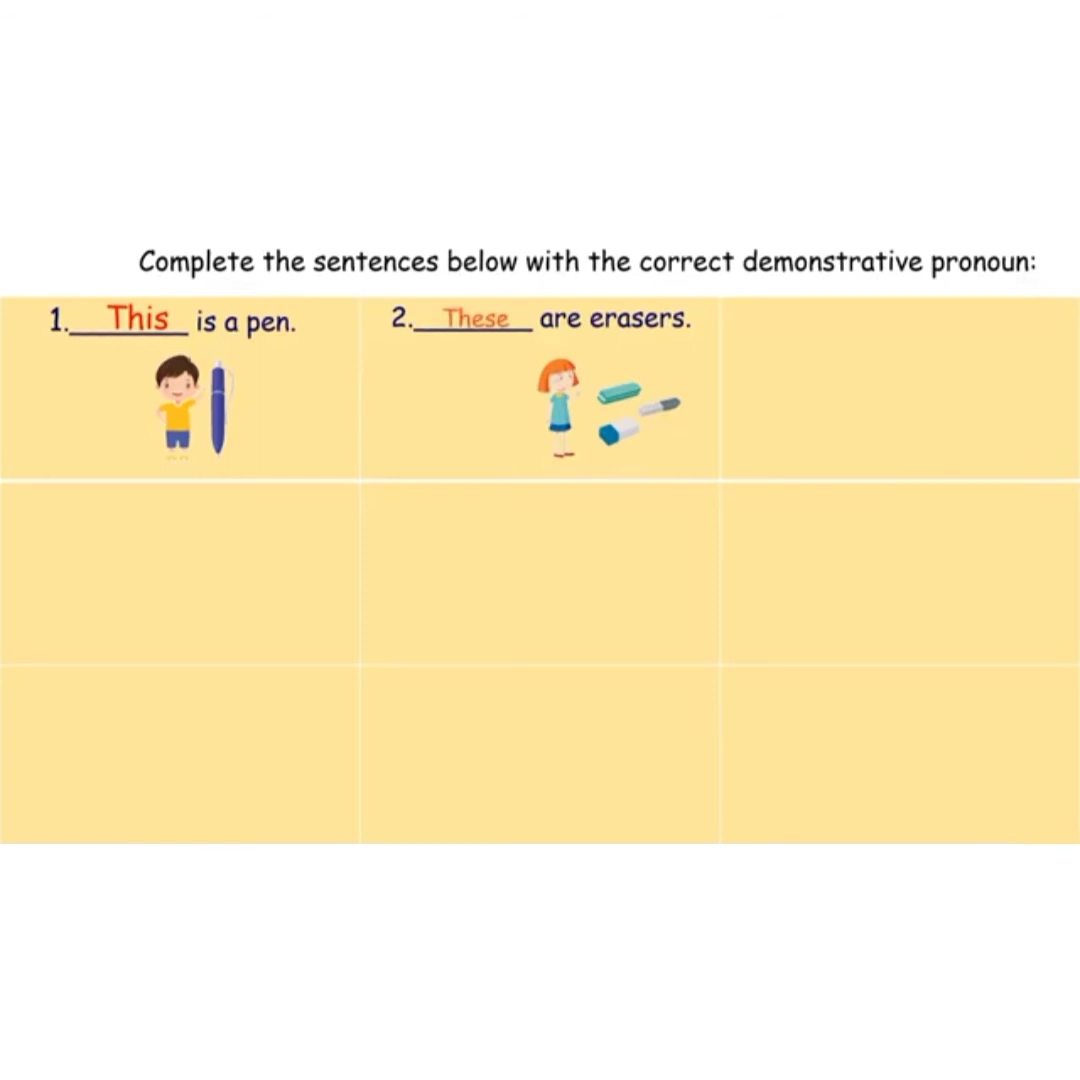 Complete the sentences below with the correct demonstrative pronoun:
1. This is a pen.
2. These are erasers.